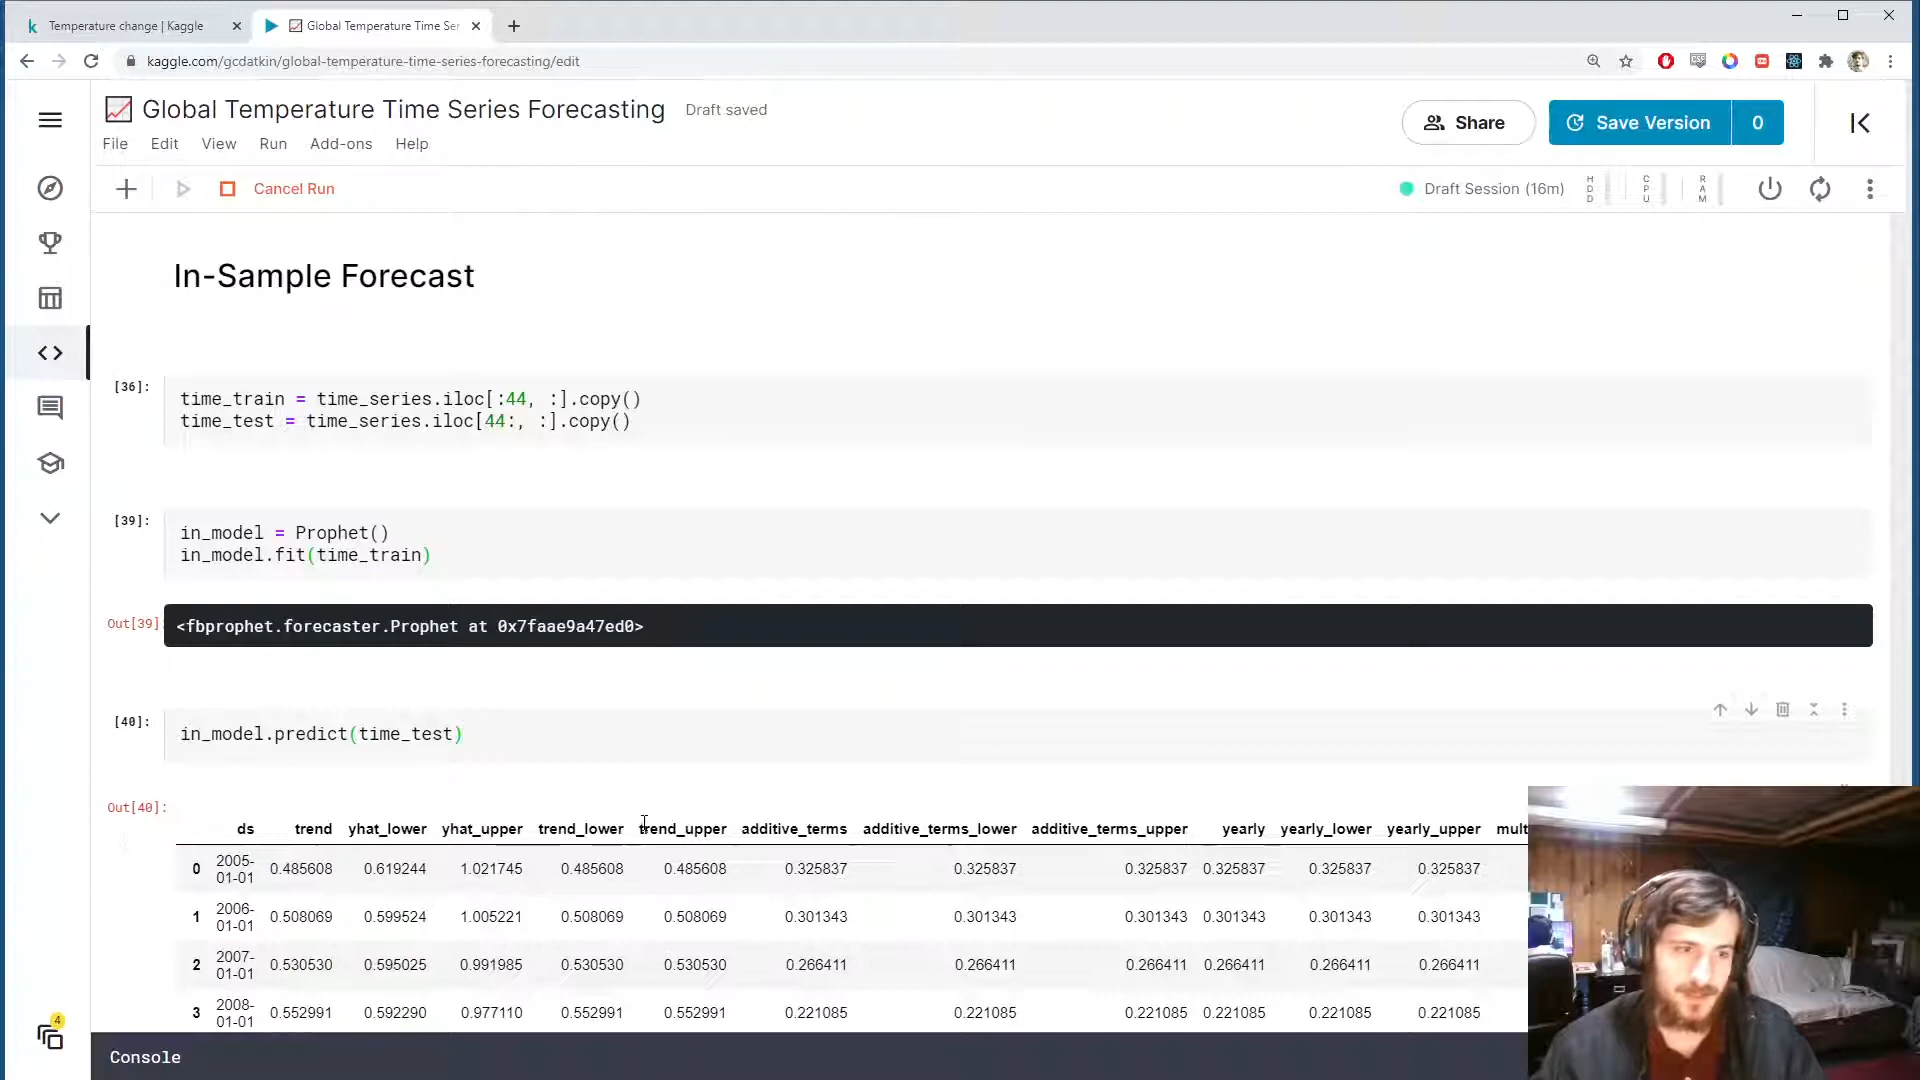 k Temperature change | Kaggle
Global Temperature Time Ser
kaggle.com/gcdatkin/global-temperature-time-series-forecasting/edit
Global Temperature Time Series Forecasting
Draft saved
Share
Save Version
0
File Edit View Run Add-ons Help
Cancel Run
Draft Session (16m)
HDD
CPU
RAM
In-Sample Forecast
[36]:
time_train = time_series.iloc[:44, :].copy()
time_test = time_series.iloc[44:, :].copy()
[39]:
in_model = Prophet()
in_model.fit(time_train)
Out[39]
<fbprophet.forecaster.Prophet at 0x7faae9a47ed0>
[40]:
in_model.predict(time_test)
Out[40]:
ds trend yhat_lower yhat_upper trend_lower trend_upper additive_terms additive_terms_lower additive_terms_upper yearly yearly_lower yearly_upper mult
0 2005-01-01 0.485608 0.619244 1.021745 0.485608 0.485608 0.325837 0.325837 0.325837 0.325837 0.325837 0.325837
1 2006-01-01 0.508069 0.599524 1.005221 0.508069 0.508069 0.301343 0.301343 0.301343 0.301343 0.301343 0.301343
2 2007-01-01 0.530530 0.595025 0.991985 0.530530 0.530530 0.266411 0.266411 0.266411 0.266411 0.266411 0.266411
3 2008-01-01 0.552991 0.592290 0.977110 0.552991 0.552991 0.221085 0.221085 0.221085 0.221085 0.221085 0.221085
4
Console